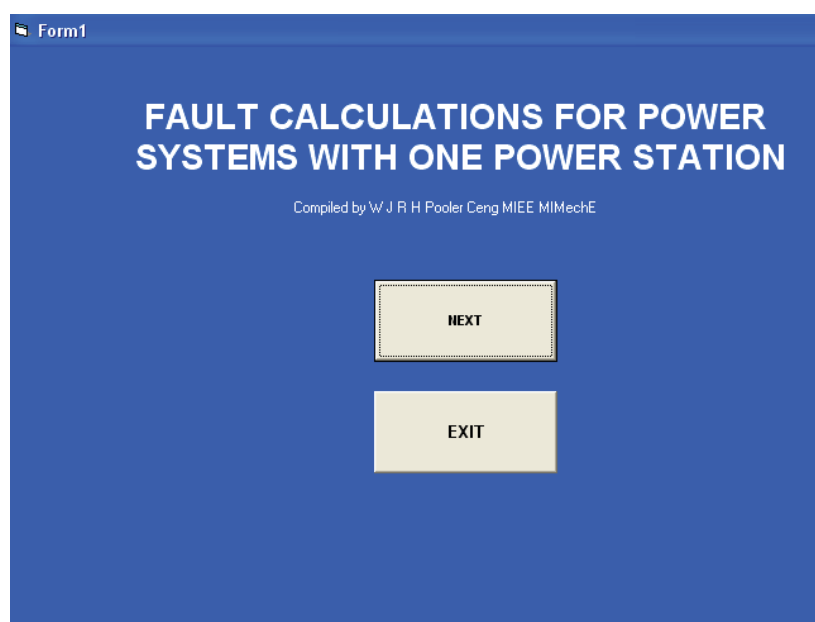 Form1
FAULT CALCULATIONS FOR POWER
SYSTEMS WITH ONE POWER STATION
Compiled by W J R H Pooler Ceng MIEE MIMechE
NEXT
EXIT